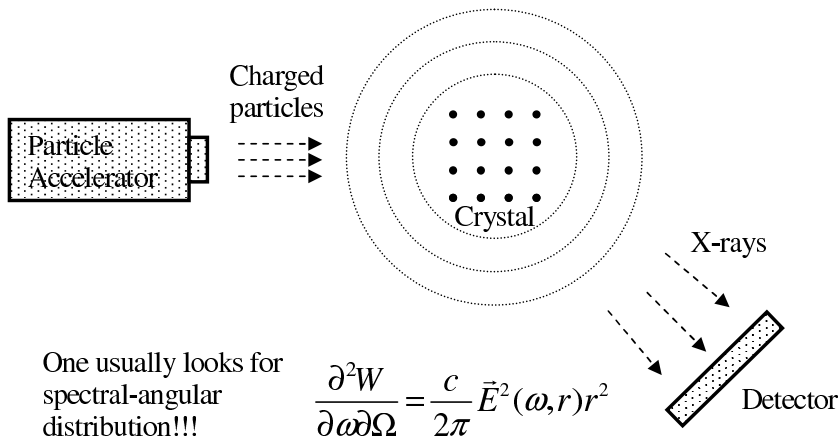 Charged
particles
Particle
Accelerator
Crystal
X-rays
Detector
One usually looks for
spectral-angular
distribution!!!
∂²W/∂ω∂Ω = c/2π E⃗²(ω,r)r²